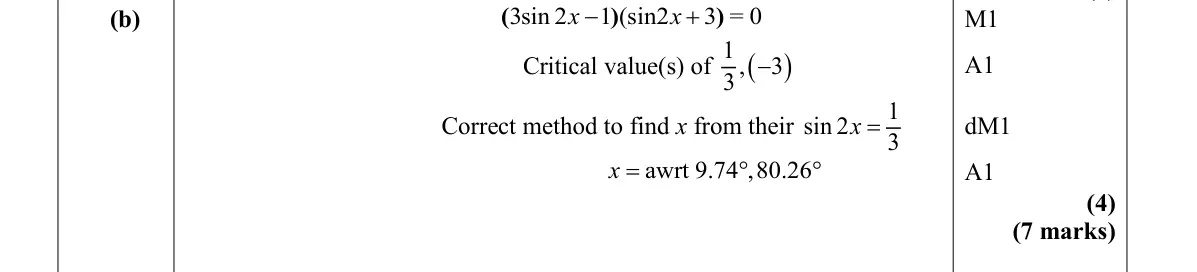 (b) (3sin 2x − 1)(sin2x + 3) = 0 M1
Critical value(s) of 1/3, (−3) A1
Correct method to find x from their sin 2x = 1/3 dM1
x = awrt 9.74°, 80.26° A1
(4)
(7 marks)